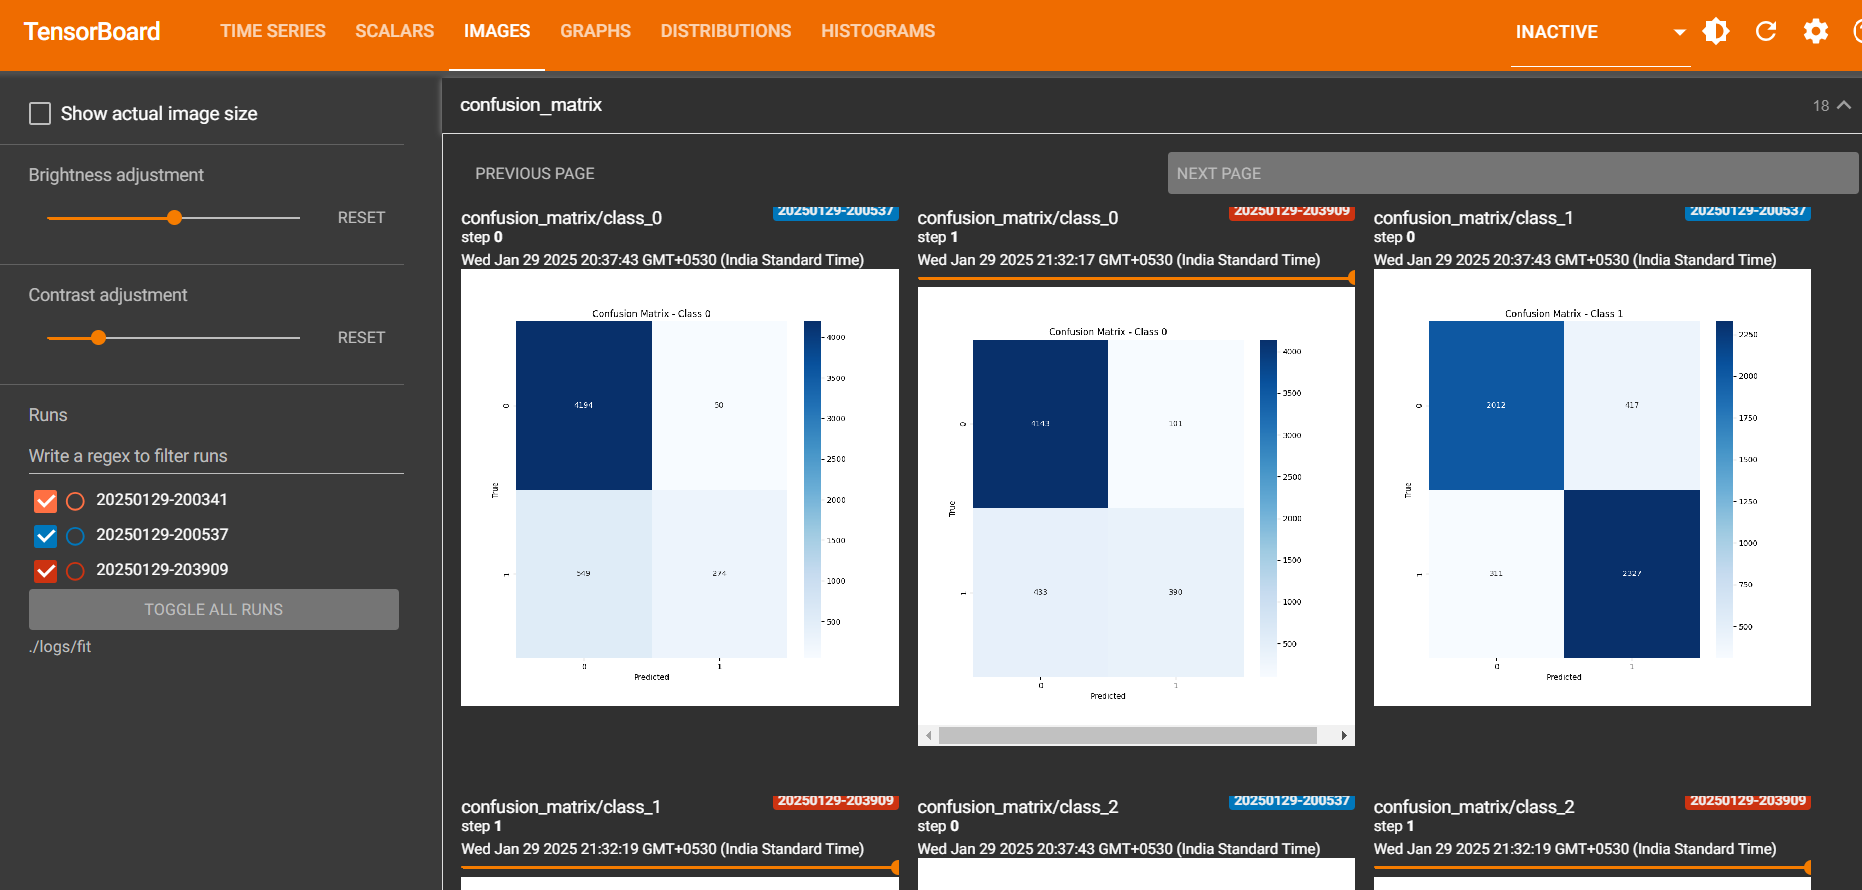 TensorBoard
TIME SERIES
SCALARS
IMAGES
GRAPHS
DISTRIBUTIONS
HISTOGRAMS
INACTIVE
Show actual image size
Brightness adjustment
RESET
Contrast adjustment
RESET
Runs
Write a regex to filter runs
20250129-200341
20250129-200537
20250129-203909
TOGGLE ALL RUNS
./logs/fit
confusion_matrix
18
PREVIOUS PAGE
NEXT PAGE
confusion_matrix/class_0
20250129-200537
step 0
Wed Jan 29 2025 20:37:43 GMT+0530 (India Standard Time)
Confusion Matrix - Class 0
4194
50
549
274
0
1
True
0
1
Predicted
4000
3500
3000
2500
2000
1500
1000
500
confusion_matrix/class_0
20250129-203909
step 1
Wed Jan 29 2025 21:32:17 GMT+0530 (India Standard Time)
Confusion Matrix - Class 0
4143
101
433
390
0
1
True
0
1
Predicted
4000
3500
3000
2500
2000
1500
1000
500
confusion_matrix/class_1
20250129-200537
step 0
Wed Jan 29 2025 20:37:43 GMT+0530 (India Standard Time)
Confusion Matrix - Class 1
2012
417
311
2327
0
1
True
0
1
Predicted
2250
2000
1750
1500
1250
1000
750
500
confusion_matrix/class_1
20250129-203909
step 1
Wed Jan 29 2025 21:32:19 GMT+0530 (India Standard Time)
confusion_matrix/class_2
20250129-200537
step 0
Wed Jan 29 2025 20:37:43 GMT+0530 (India Standard Time)
confusion_matrix/class_2
20250129-203909
step 1
Wed Jan 29 2025 21:32:19 GMT+0530 (India Standard Time)